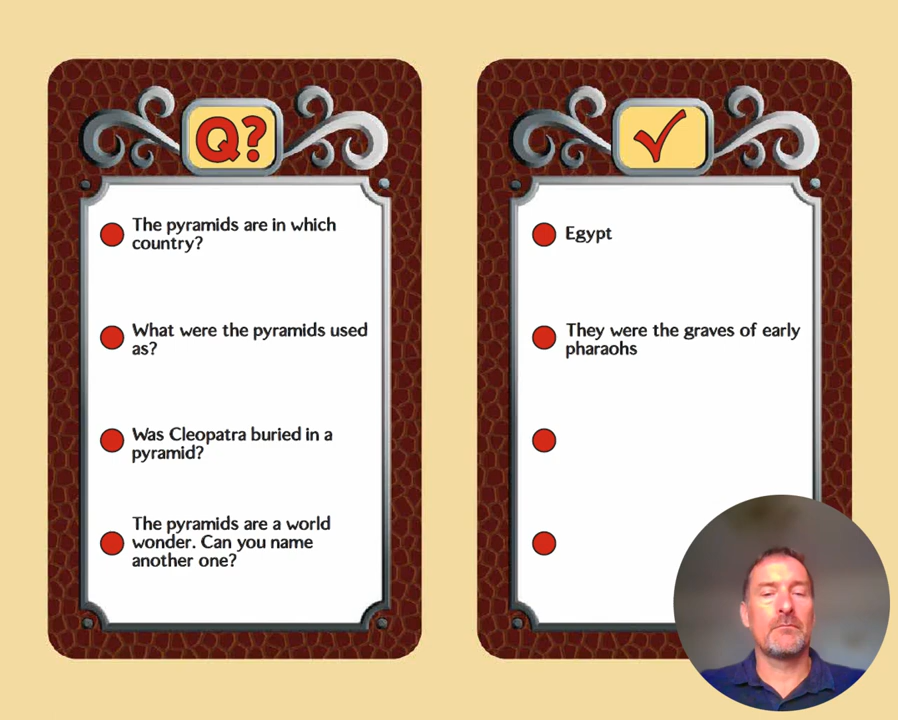 Q?
The pyramids are in which
country?
What were the pyramids used
as?
Was Cleopatra buried in a
pyramid?
The pyramids are a world
wonder. Can you name
another one?
Egypt
They were the graves of early
pharaohs